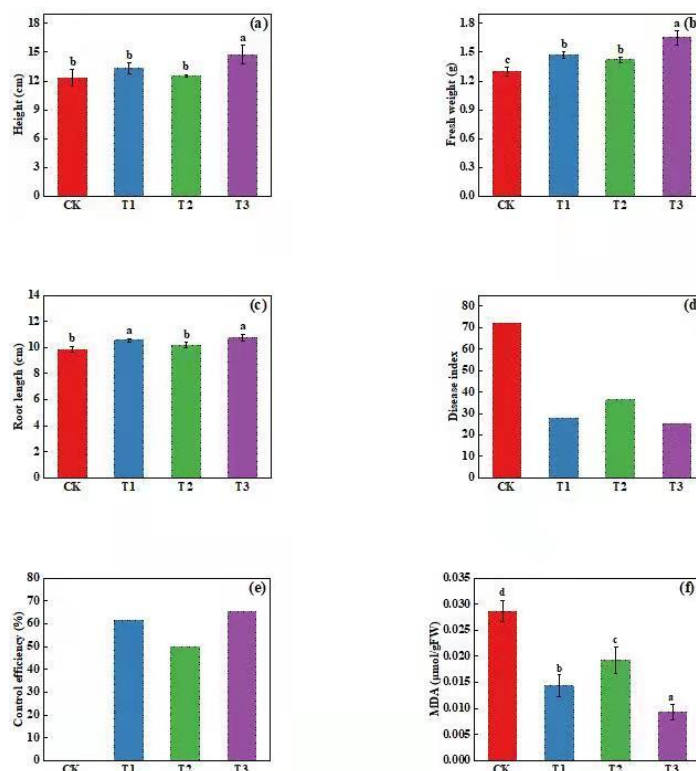 (a)
18
15
12
9
6
3
0
Height (cm)
b
b
b
a
CK T1 T2 T3
(b
1.8
1.5
1.2
0.9
0.6
0.3
0.0
Fresh weight (g)
c
b
b
a
CK T1 T2 T3
(c)
14
12
10
8
6
4
2
0
Root length (cm)
b
a
b
a
CK T1 T2 T3
(d
80
70
60
50
40
30
20
10
0
Disease index
CK T1 T2 T3
(e)
80
70
60
50
40
30
20
10
0
Control efficiency (%)
CK T1 T2 T3
(f)
0.035
0.030
0.025
0.020
0.015
0.010
0.005
0.000
MDA (μmol/gFW)
d
b
c
a
CK T1 T2 T3